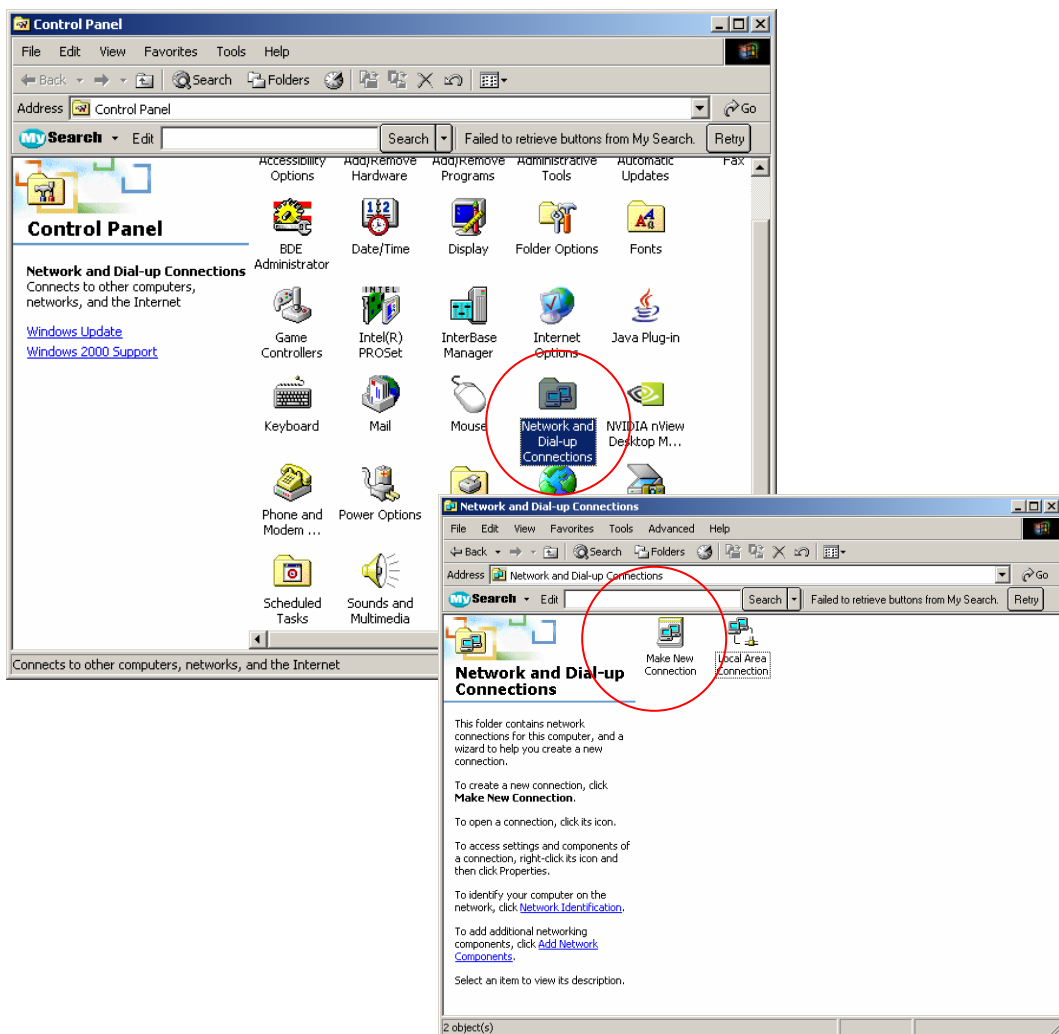 Control Panel
File Edit View Favorites Tools Help
Back Search Folders
Address Control Panel Go
My Search Edit Search Failed to retrieve buttons from My Search. Retry
Control Panel
Network and Dial-up Connections
Connects to other computers,
networks, and the Internet
Windows Update
Windows 2000 Support
Accessibility Add/Remove Add/Remove Administrative Automatic Fax
Options Hardware Programs Tools Updates
BDE Date/Time Display Folder Options Fonts
Administrator
Game Intel(R) InterBase Internet Java Plug-in
Controllers PROSet Manager Options
Keyboard Mail Mouse Network and NVIDIA nView
Dial-up Desktop M...
Connections
Phone and Power Options
Modem ...
Scheduled Sounds and
Tasks Multimedia
Connects to other computers, networks, and the Internet
Network and Dial-up Connections
File Edit View Favorites Tools Advanced Help
Back Search Folders
Address Network and Dial-up Connections Go
My Search Edit Search Failed to retrieve buttons from My Search. Retry
Network and Dial-up
Connections
This folder contains network
connections for this computer, and a
wizard to help you create a new
connection.
To create a new connection, click
Make New Connection.
To open a connection, click its icon.
To access settings and components of
a connection, right-click its icon and
then click Properties.
To identify your computer on the
network, click Network Identification.
To add additional networking
components, click Add Network
Components.
Select an item to view its description.
Make New Local Area
Connection Connection
2 object(s)